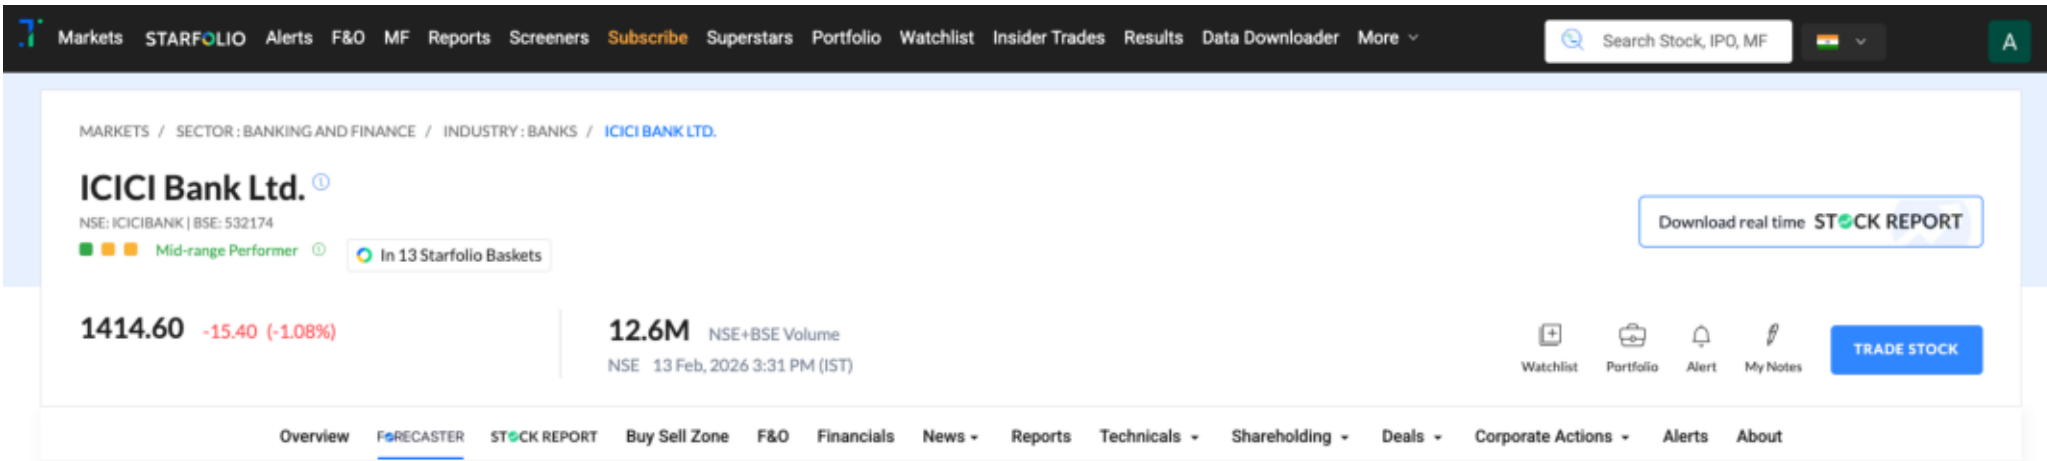 Markets STARFOLIO Alerts F&O MF Reports Screeners Subscribe Superstars Portfolio Watchlist Insider Trades Results Data Downloader More Search Stock, IPO, MF A
MARKETS / SECTOR : BANKING AND FINANCE / INDUSTRY : BANKS / ICICI BANK LTD.
ICICI Bank Ltd.
NSE: ICICIBANK | BSE: 532174
Mid-range Performer In 13 Starfolio Baskets
Download real time STOCK REPORT
1414.60 -15.40 (-1.08%)
12.6M NSE+BSE Volume
NSE 13 Feb, 2026 3:31 PM (IST)
Watchlist Portfolio Alert My Notes TRADE STOCK
Overview FORECASTER STOCK REPORT Buy Sell Zone F&O Financials News Reports Technicals Shareholding Deals Corporate Actions Alerts About